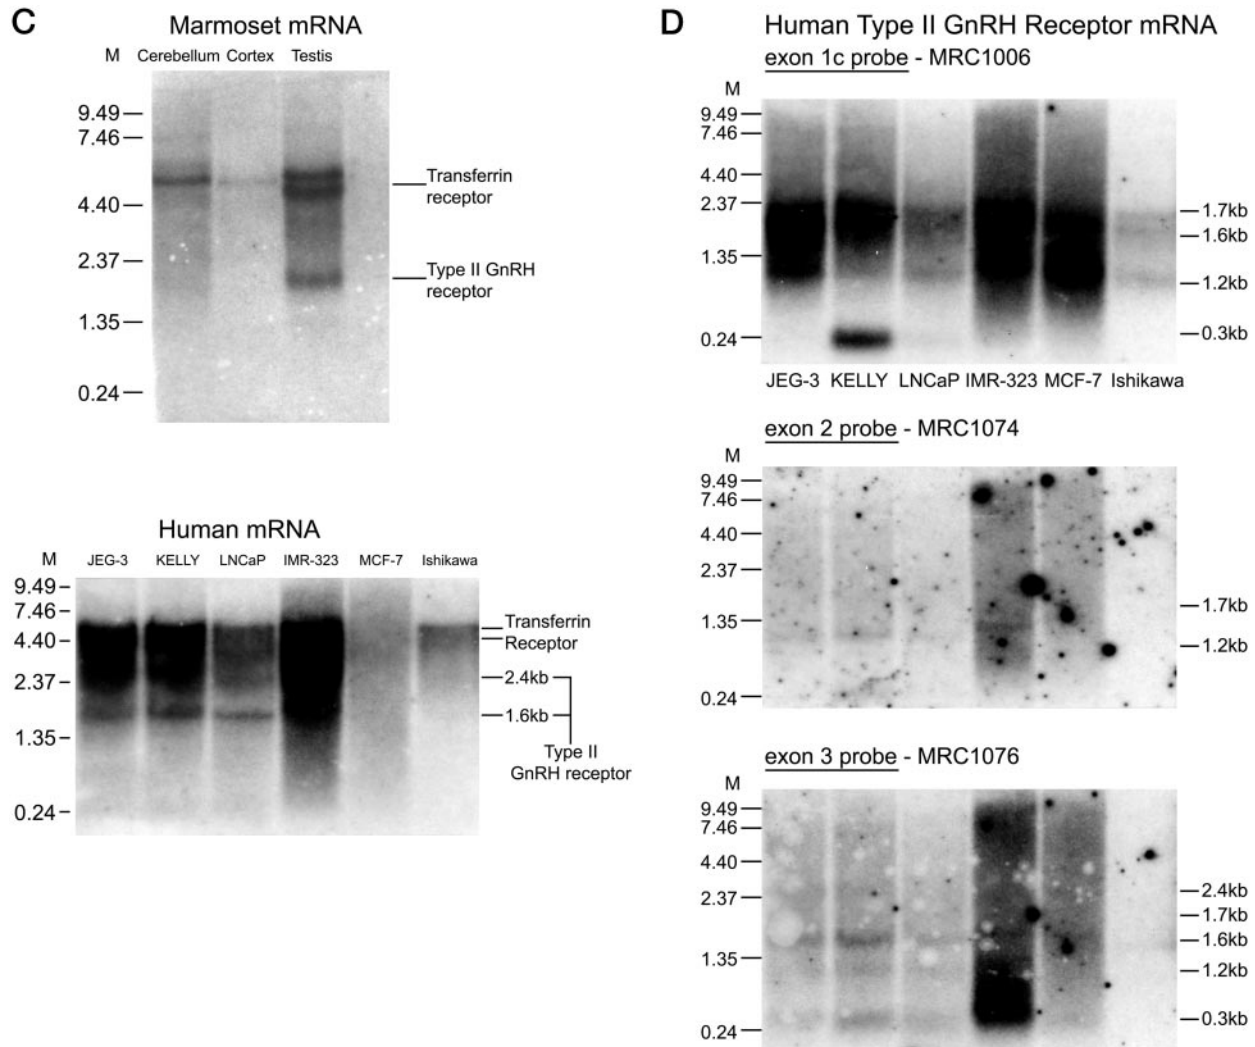 C
Marmoset mRNA
M Cerebellum Cortex Testis
9.49
7.46
4.40
2.37
1.35
0.24
Transferrin
receptor
Type II GnRH
receptor
Human mRNA
M JEG-3 KELLY LNCaP IMR-323 MCF-7 Ishikawa
9.49
7.46
4.40
2.37
1.35
0.24
Transferrin
Receptor
2.4kb
1.6kb
Type II
GnRH receptor
D
Human Type II GnRH Receptor mRNA
exon 1c probe - MRC1006
M
9.49
7.46
4.40
2.37
1.35
0.24
1.7kb
1.6kb
1.2kb
0.3kb
JEG-3 KELLY LNCaP IMR-323 MCF-7 Ishikawa
exon 2 probe - MRC1074
M
9.49
7.46
4.40
2.37
1.35
0.24
1.7kb
1.2kb
exon 3 probe - MRC1076
M
9.49
7.46
4.40
2.37
1.35
0.24
2.4kb
1.7kb
1.6kb
1.2kb
0.3kb